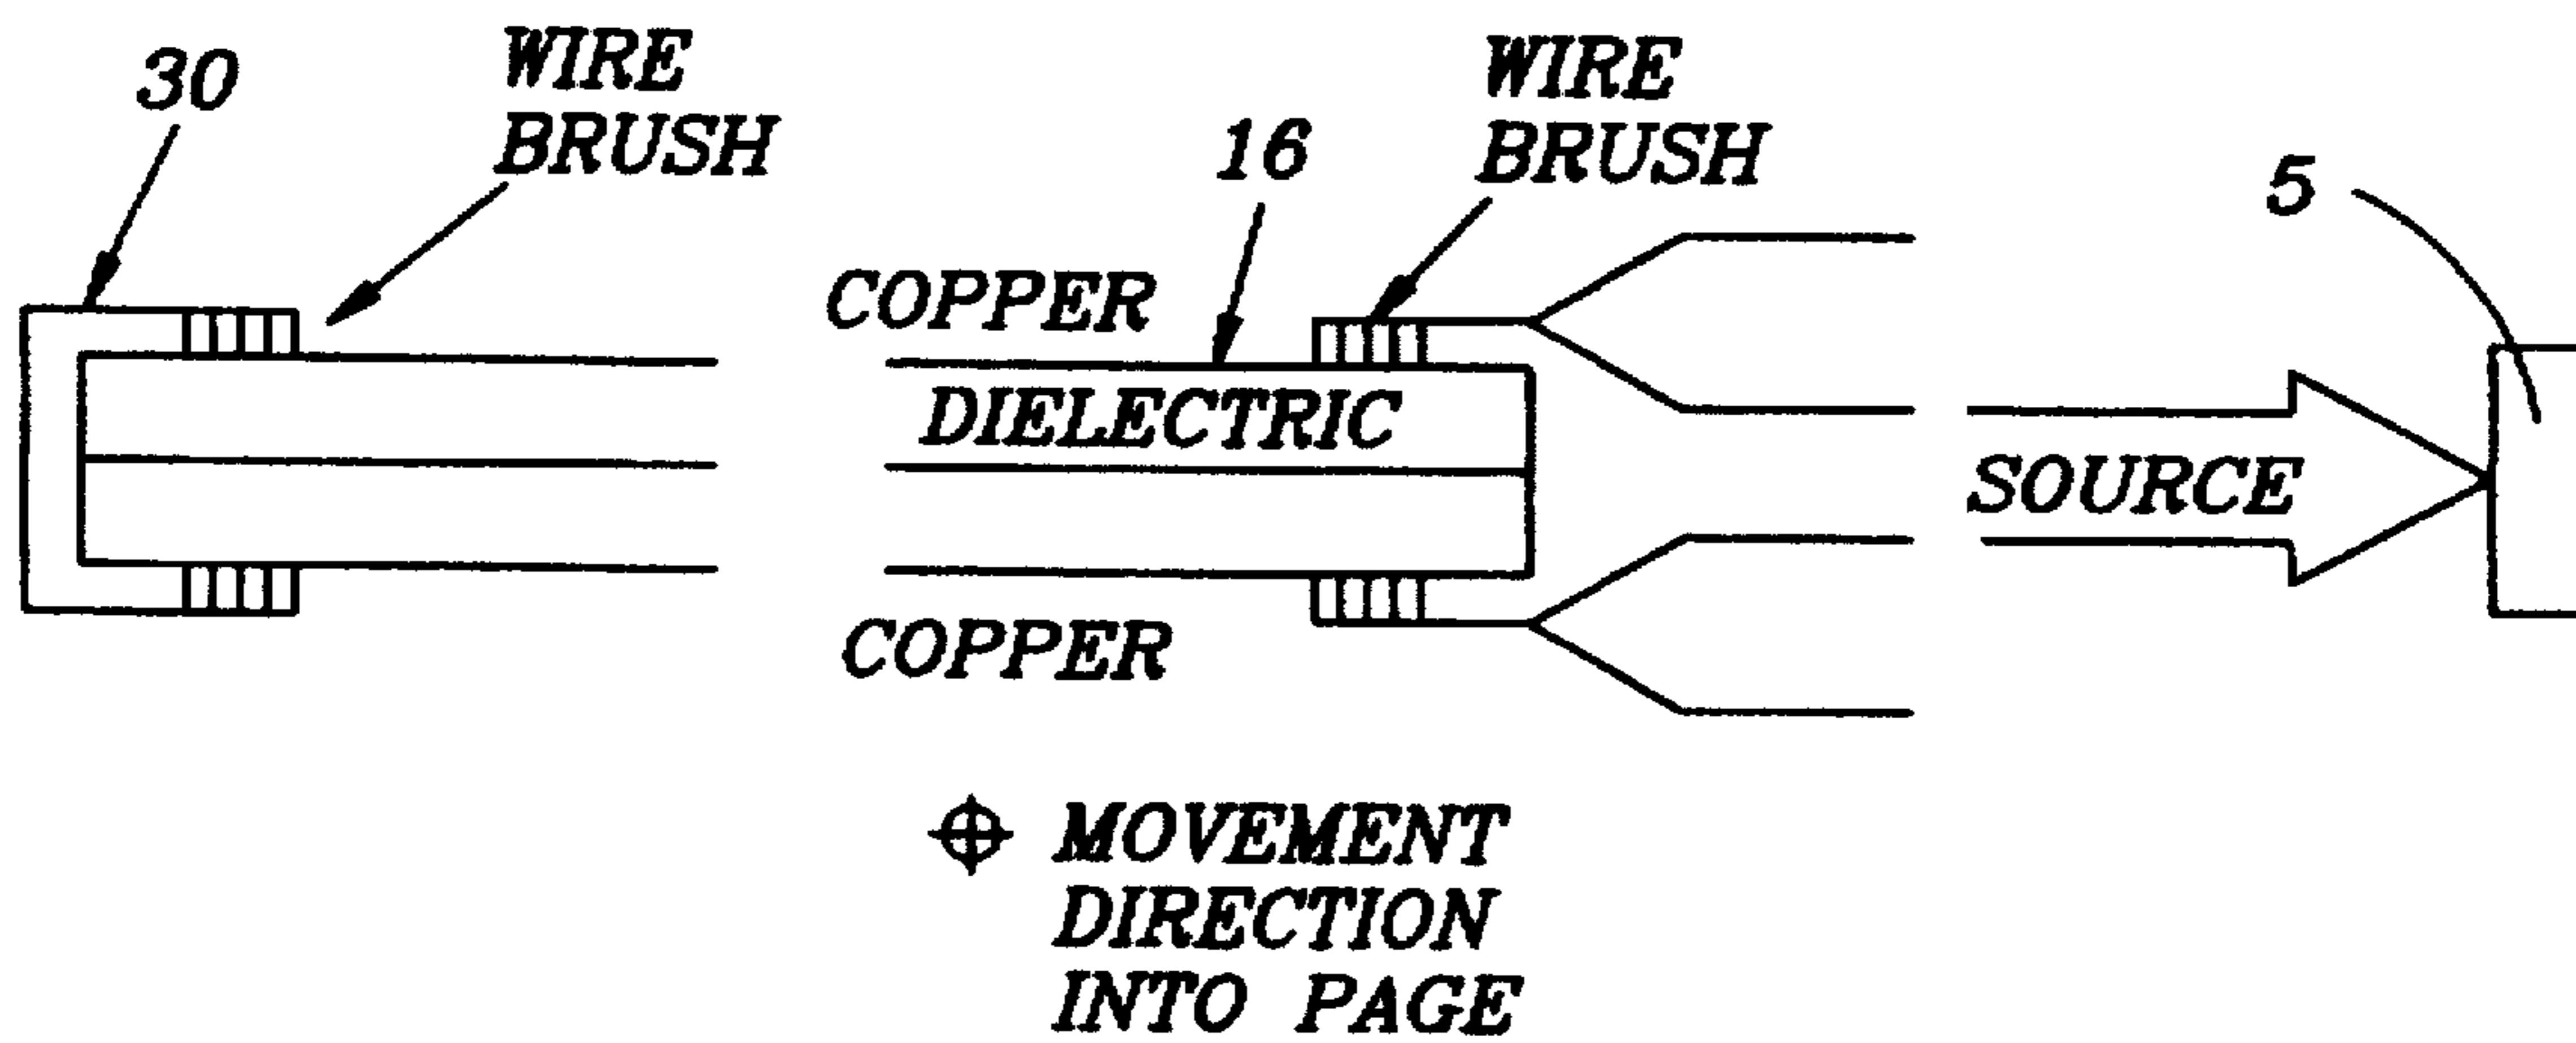 30
WIRE
BRUSH
16
WIRE
BRUSH
5
COPPER
DIELECTRIC
SOURCE
COPPER
MOVEMENT
DIRECTION
INTO PAGE